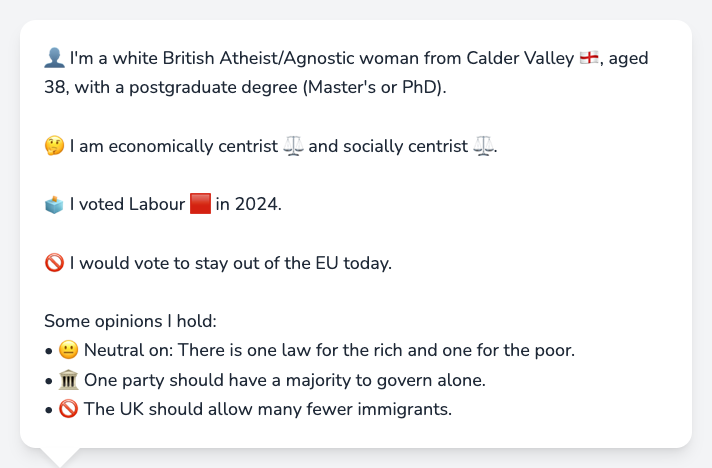 👤 I'm a white British Atheist/Agnostic woman from Calder Valley 🏴󠁧󠁢󠁥󠁮󠁧󠁿, aged
38, with a postgraduate degree (Master's or PhD).
🤔 I am economically centrist ⚖️ and socially centrist ⚖️.
🗳️ I voted Labour 🟥 in 2024.
🚫 I would vote to stay out of the EU today.
Some opinions I hold:
• 😐 Neutral on: There is one law for the rich and one for the poor.
• 🏛️ One party should have a majority to govern alone.
• 🚫 The UK should allow many fewer immigrants.